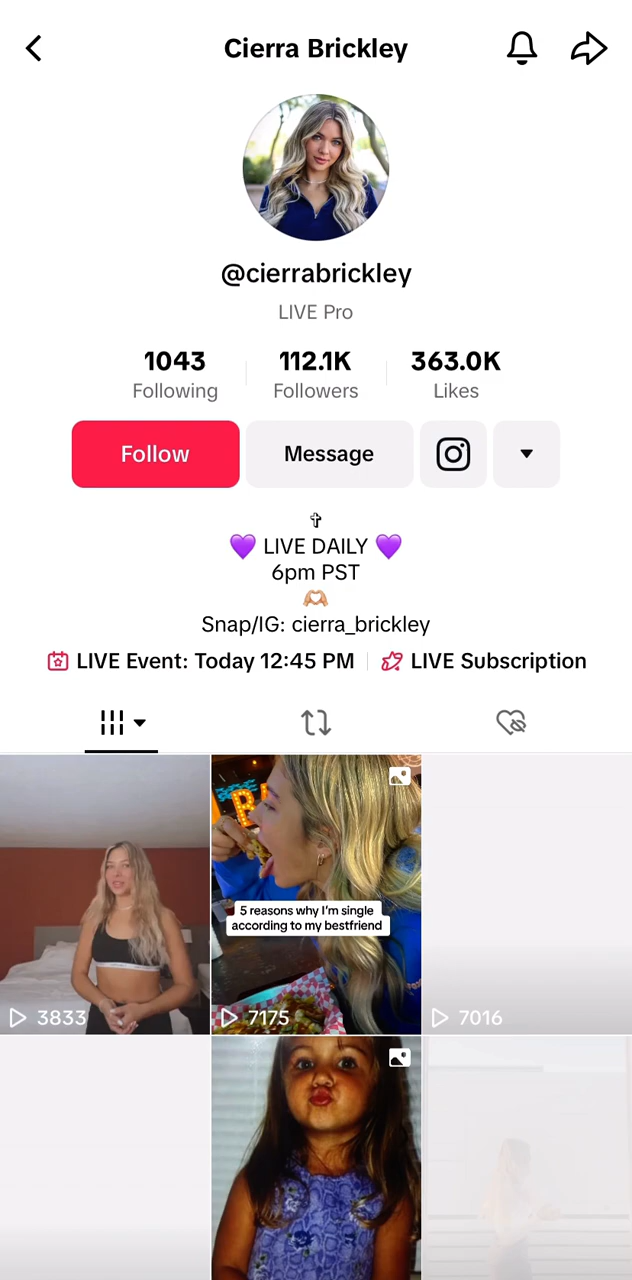 Cierra Brickley
@cierrabrickley
LIVE Pro
1043 112.1K 363.0K
Following Followers Likes
Follow Message
✞
💜 LIVE DAILY 💜
6pm PST
🫶🏼
Snap/IG: cierra_brickley
LIVE Event: Today 12:45 PM LIVE Subscription
5 reasons why I'm single
according to my bestfriend
3833 7175 7016